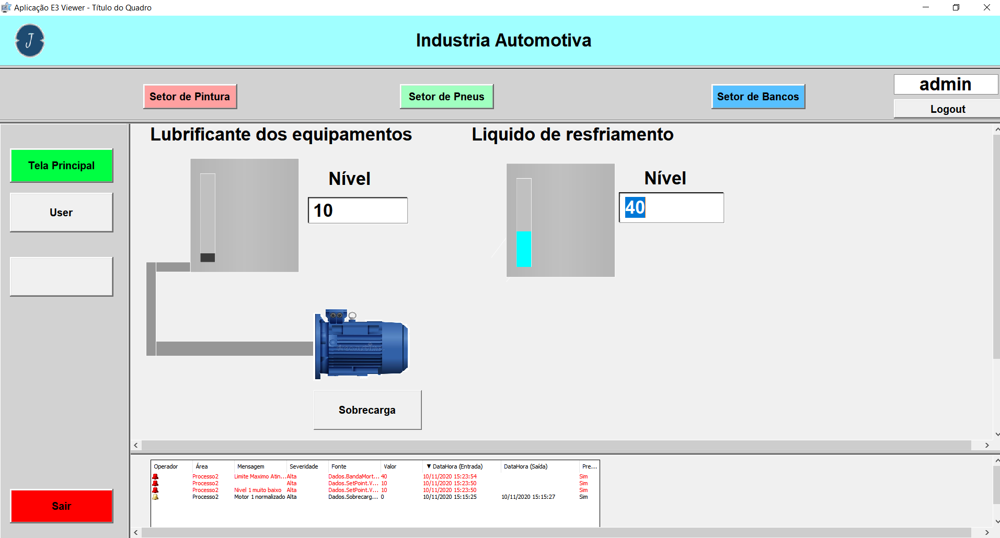 Aplicação E3 Viewer - Título do Quadro
J
Industria Automotiva
Setor de Pintura
Setor de Pneus
Setor de Bancos
admin
Logout
Tela Principal
User
Sair
Lubrificante dos equipamentos
Liquido de resfriamento
Nível
10
Nível
40
Sobrecarga
Operador Área Mensagem Severidade Fonte Valor ▼ DataHora (Entrada) DataHora (Saída) Pre...
Processo2 Limite Maximo Atin... Alta Dados.BandaMort... 40 10/11/2020 15:23:54 Sim
Processo2 Alta Dados.SetPoint.V... 10 10/11/2020 15:23:50 Sim
Processo2 Nivel 1 muito baixo Alta Dados.SetPoint.V... 10 10/11/2020 15:23:50 Sim
Processo2 Motor 1 normalizado Alta Dados.Sobrecarg... 0 10/11/2020 15:15:25 10/11/2020 15:15:27 Sim